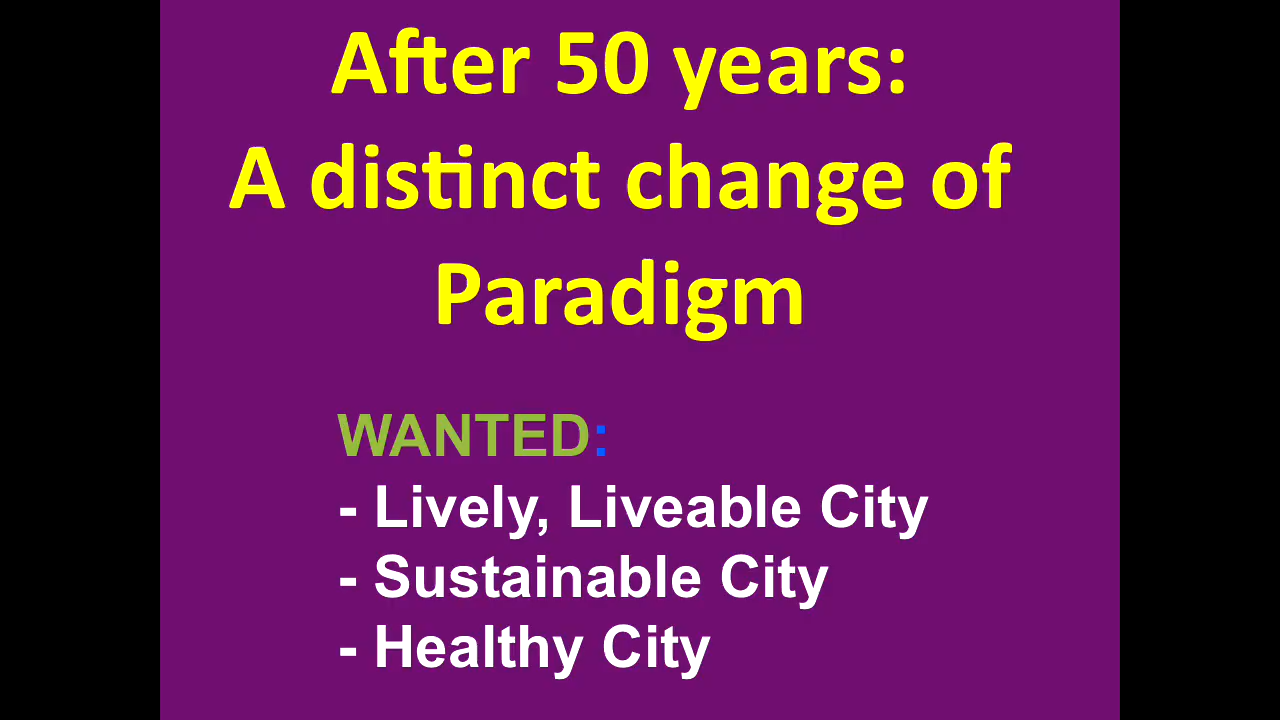 After 50 years:
A distinct change of
Paradigm
WANTED:
- Lively, Liveable City
- Sustainable City
- Healthy City